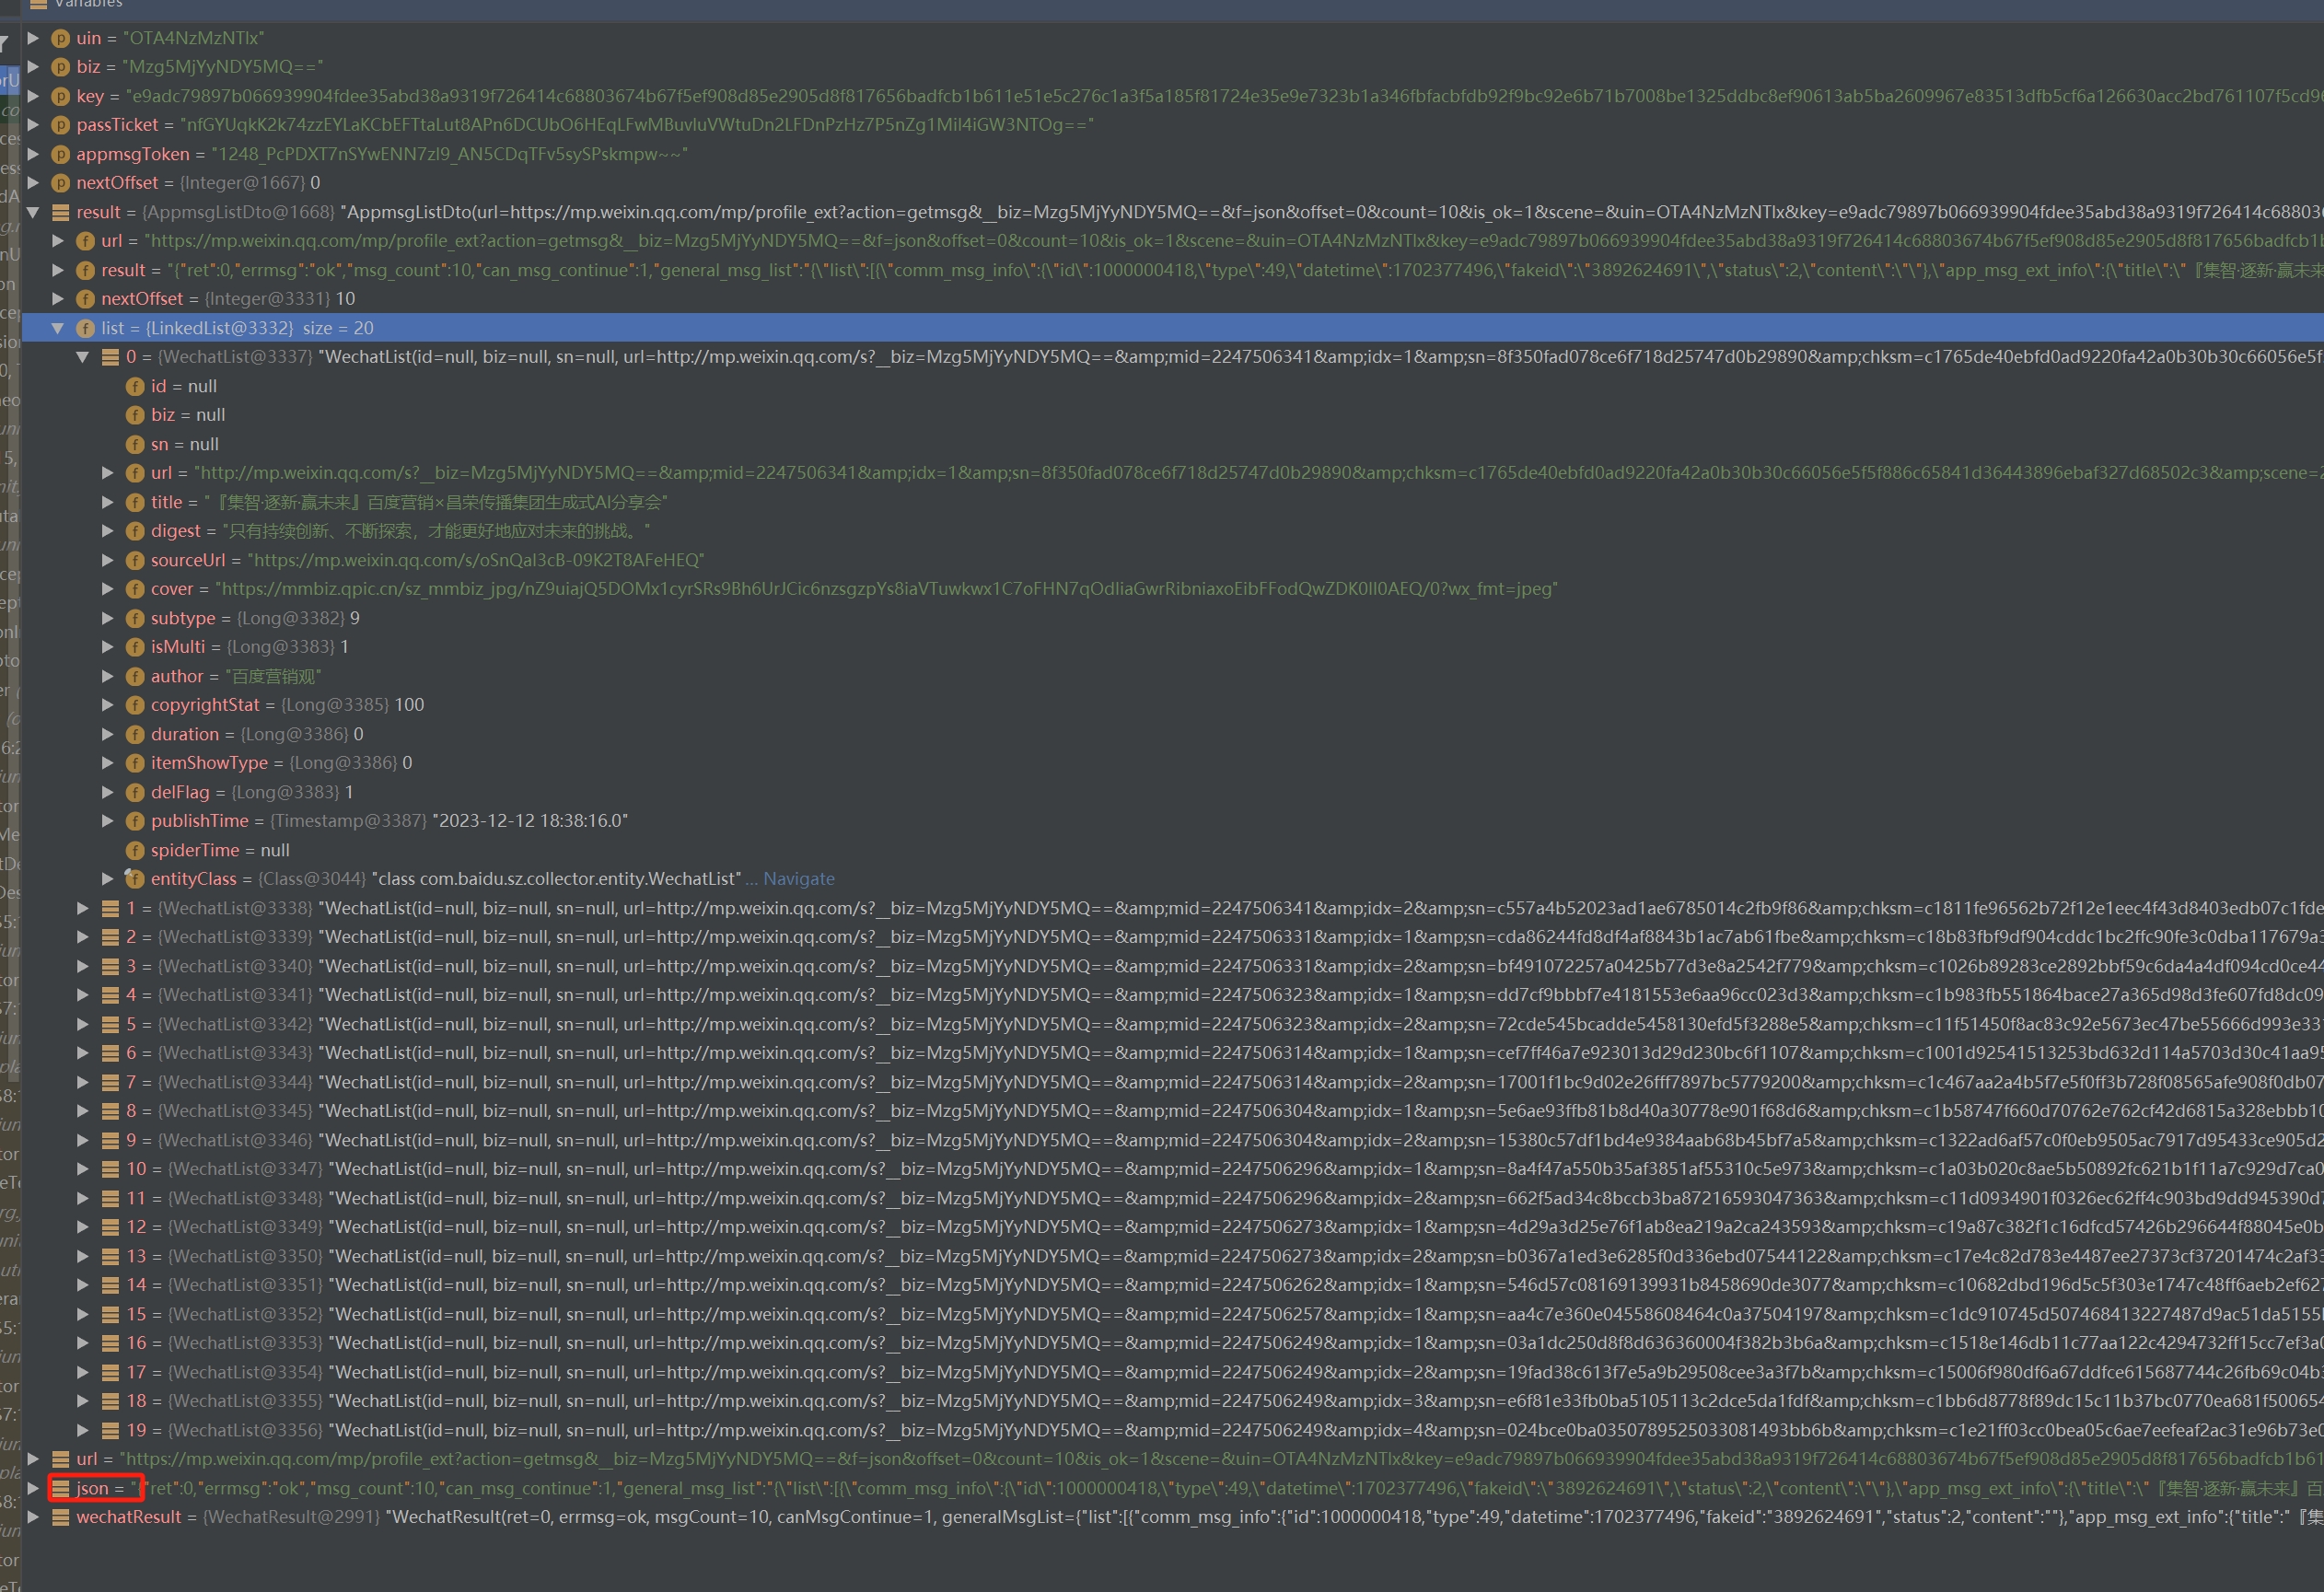 Variables
uin = "OTA4NzMzNTIx"
biz = "Mzg5MjYyNDY5MQ=="
key = "e9adc79897b066939904fdee35abd38a9319f726414c68803674b67f5ef908d85e2905d8f817656badfcb1b611e51e5c276c1a3f5a185f81724e35e9e7323b1a346fbfacbfdb92f9bc92e6b71b7008be1325ddbc8ef90613ab5ba2609967e83513dfb5cf6a126630acc2bd761107f5cd9
passTicket = "nfGYUqkK2k74zzEYLaKCbEFTtaLut8APn6DCUbO6HEqLFwMBuvluVWtuDn2LFDnPzHz7P5nZg1Mil4iGW3NTOg=="
appmsgToken = "1248_PcPDXT7nSYwENN7zl9_AN5CDqTFv5sySPskmpw~~"
nextOffset = {Integer@1667} 0
result = {AppmsgListDto@1668} "AppmsgListDto(url=https://mp.weixin.qq.com/mp/profile_ext?action=getmsg&__biz=Mzg5MjYyNDY5MQ==&f=json&offset=0&count=10&is_ok=1&scene=&uin=OTA4NzMzNTIx&key=e9adc79897b066939904fdee35abd38a9319f726414c68803
url = "https://mp.weixin.qq.com/mp/profile_ext?action=getmsg&__biz=Mzg5MjYyNDY5MQ==&f=json&offset=0&count=10&is_ok=1&scene=&uin=OTA4NzMzNTIx&key=e9adc79897b066939904fdee35abd38a9319f726414c68803674b67f5ef908d85e2905d8f817656badfcb1
result = "{"ret":0,"errmsg":"ok","msg_count":10,"can_msg_continue":1,"general_msg_list":"{\"list\":[{\"comm_msg_info\":{\"id\":1000000418,\"type\":49,\"datetime\":1702377496,\"fakeid\":\"3892624691\",\"status\":2,\"content\":\"\"},\"app_msg_ext_info\":{\"title\":\"『集智·逐新·赢未来
nextOffset = {Integer@3331} 10
list = {LinkedList@3332} size = 20
0 = {WechatList@3337} "WechatList(id=null, biz=null, sn=null, url=http://mp.weixin.qq.com/s?__biz=Mzg5MjYyNDY5MQ==&amp;mid=2247506341&amp;idx=1&amp;sn=8f350fad078ce6f718d25747d0b29890&amp;chksm=c1765de40ebfd0ad9220fa42a0b30b30c66056e5f
id = null
biz = null
sn = null
url = "http://mp.weixin.qq.com/s?__biz=Mzg5MjYyNDY5MQ==&amp;mid=2247506341&amp;idx=1&amp;sn=8f350fad078ce6f718d25747d0b29890&amp;chksm=c1765de40ebfd0ad9220fa42a0b30b30c66056e5f5f886c65841d36443896ebaf327d68502c3&amp;scene=
title = "『集智·逐新·赢未来』百度营销×昌荣传播集团生成式AI分享会"
digest = "只有持续创新、不断探索，才能更好地应对未来的挑战。"
sourceUrl = "https://mp.weixin.qq.com/s/oSnQaI3cB-09K2T8AFeHEQ"
cover = "https://mmbiz.qpic.cn/sz_mmbiz_jpg/nZ9uiajQ5DOMx1cyrSRs9Bh6UrJCic6nzsgzpYs8iaVTuwkwx1C7oFHN7qOdIiaGwrRibniaxoEibFFodQwZDK0Il0AEQ/0?wx_fmt=jpeg"
subtype = {Long@3382} 9
isMulti = {Long@3383} 1
author = "百度营销观"
copyrightStat = {Long@3385} 100
duration = {Long@3386} 0
itemShowType = {Long@3386} 0
delFlag = {Long@3383} 1
publishTime = {Timestamp@3387} "2023-12-12 18:38:16.0"
spiderTime = null
entityClass = {Class@3044} "class com.baidu.sz.collector.entity.WechatList" ... Navigate
1 = {WechatList@3338} "WechatList(id=null, biz=null, sn=null, url=http://mp.weixin.qq.com/s?__biz=Mzg5MjYyNDY5MQ==&amp;mid=2247506341&amp;idx=2&amp;sn=c557a4b52023ad1ae6785014c2fb9f86&amp;chksm=c1811fe96562b72f12e1eec4f43d8403edb07c1fde
2 = {WechatList@3339} "WechatList(id=null, biz=null, sn=null, url=http://mp.weixin.qq.com/s?__biz=Mzg5MjYyNDY5MQ==&amp;mid=2247506331&amp;idx=1&amp;sn=cda86244fd8df4af8843b1ac7ab61fbe&amp;chksm=c18b83fbf9df904cddc1bc2ffc90fe3c0dba117679a
3 = {WechatList@3340} "WechatList(id=null, biz=null, sn=null, url=http://mp.weixin.qq.com/s?__biz=Mzg5MjYyNDY5MQ==&amp;mid=2247506331&amp;idx=2&amp;sn=bf491072257a0425b77d3e8a2542f779&amp;chksm=c1026b89283ce2892bbf59c6da4a4df094cd0ce44
4 = {WechatList@3341} "WechatList(id=null, biz=null, sn=null, url=http://mp.weixin.qq.com/s?__biz=Mzg5MjYyNDY5MQ==&amp;mid=2247506323&amp;idx=1&amp;sn=dd7cf9bbbf7e4181553e6aa96cc023d3&amp;chksm=c1b983fb551864bace27a365d98d3fe607fd8dc09
5 = {WechatList@3342} "WechatList(id=null, biz=null, sn=null, url=http://mp.weixin.qq.com/s?__biz=Mzg5MjYyNDY5MQ==&amp;mid=2247506323&amp;idx=2&amp;sn=72cde545bcadde5458130efd5f3288e5&amp;chksm=c11f51450f8ac83c92e5673ec47be55666d993e33
6 = {WechatList@3343} "WechatList(id=null, biz=null, sn=null, url=http://mp.weixin.qq.com/s?__biz=Mzg5MjYyNDY5MQ==&amp;mid=2247506314&amp;idx=1&amp;sn=cef7ff46a7e923013d29d230bc6f1107&amp;chksm=c1001d92541513253bd632d114a5703d30c41aa95
7 = {WechatList@3344} "WechatList(id=null, biz=null, sn=null, url=http://mp.weixin.qq.com/s?__biz=Mzg5MjYyNDY5MQ==&amp;mid=2247506314&amp;idx=2&amp;sn=17001f1bc9d02e26fff7897bc5779200&amp;chksm=c1c467aa2a4b5f7e5f0ff3b728f08565afe908f0db07
8 = {WechatList@3345} "WechatList(id=null, biz=null, sn=null, url=http://mp.weixin.qq.com/s?__biz=Mzg5MjYyNDY5MQ==&amp;mid=2247506304&amp;idx=1&amp;sn=5e6ae93ffb81b8d40a30778e901f68d6&amp;chksm=c1b58747f660d70762e762cf42d6815a328ebbb10
9 = {WechatList@3346} "WechatList(id=null, biz=null, sn=null, url=http://mp.weixin.qq.com/s?__biz=Mzg5MjYyNDY5MQ==&amp;mid=2247506304&amp;idx=2&amp;sn=15380c57df1bd4e9384aab68b45bf7a5&amp;chksm=c1322ad6af57c0f0eb9505ac7917d95433ce905d2
10 = {WechatList@3347} "WechatList(id=null, biz=null, sn=null, url=http://mp.weixin.qq.com/s?__biz=Mzg5MjYyNDY5MQ==&amp;mid=2247506296&amp;idx=1&amp;sn=8a4f47a550b35af3851af55310c5e973&amp;chksm=c1a03b020c8ae5b50892fc621b1f11a7c929d7ca0
11 = {WechatList@3348} "WechatList(id=null, biz=null, sn=null, url=http://mp.weixin.qq.com/s?__biz=Mzg5MjYyNDY5MQ==&amp;mid=2247506296&amp;idx=2&amp;sn=662f5ad34c8bccb3ba87216593047363&amp;chksm=c11d0934901f0326ec62ff4c903bd9dd945390d
12 = {WechatList@3349} "WechatList(id=null, biz=null, sn=null, url=http://mp.weixin.qq.com/s?__biz=Mzg5MjYyNDY5MQ==&amp;mid=2247506273&amp;idx=1&amp;sn=4d29a3d25e76f1ab8ea219a2ca243593&amp;chksm=c19a87c382f1c16dfcd57426b296644f88045e0b
13 = {WechatList@3350} "WechatList(id=null, biz=null, sn=null, url=http://mp.weixin.qq.com/s?__biz=Mzg5MjYyNDY5MQ==&amp;mid=2247506273&amp;idx=2&amp;sn=b0367a1ed3e6285f0d336ebd07544122&amp;chksm=c17e4c82d783e4487ee27373cf37201474c2af33
14 = {WechatList@3351} "WechatList(id=null, biz=null, sn=null, url=http://mp.weixin.qq.com/s?__biz=Mzg5MjYyNDY5MQ==&amp;mid=2247506262&amp;idx=1&amp;sn=546d57c08169139931b8458690de3077&amp;chksm=c10682dbd196d5c5f303e1747c48ff6aeb2ef627
15 = {WechatList@3352} "WechatList(id=null, biz=null, sn=null, url=http://mp.weixin.qq.com/s?__biz=Mzg5MjYyNDY5MQ==&amp;mid=2247506257&amp;idx=1&amp;sn=aa4c7e360e04558608464c0a37504197&amp;chksm=c1dc910745d507468413227487d9ac51da5155
16 = {WechatList@3353} "WechatList(id=null, biz=null, sn=null, url=http://mp.weixin.qq.com/s?__biz=Mzg5MjYyNDY5MQ==&amp;mid=2247506249&amp;idx=1&amp;sn=03a1dc250d8f8d636360004f382b3b6a&amp;chksm=c1518e146db11c77aa122c4294732ff15cc7ef3a0
17 = {WechatList@3354} "WechatList(id=null, biz=null, sn=null, url=http://mp.weixin.qq.com/s?__biz=Mzg5MjYyNDY5MQ==&amp;mid=2247506249&amp;idx=2&amp;sn=19fad38c613f7e5a9b29508cee3a3f7b&amp;chksm=c15006f980df6a67ddfce615687744c26fb69c04b
18 = {WechatList@3355} "WechatList(id=null, biz=null, sn=null, url=http://mp.weixin.qq.com/s?__biz=Mzg5MjYyNDY5MQ==&amp;mid=2247506249&amp;idx=3&amp;sn=e6f81e33fb0ba5105113c2dce5da1fdf&amp;chksm=c1bb6d8778f89dc15c11b37bc0770ea681f500654
19 = {WechatList@3356} "WechatList(id=null, biz=null, sn=null, url=http://mp.weixin.qq.com/s?__biz=Mzg5MjYyNDY5MQ==&amp;mid=2247506249&amp;idx=4&amp;sn=024bce0ba0350789525033081493bb6b&amp;chksm=c1e21ff03cc0bea05c6ae7eefeaf2ac31e96b73e0
url = "https://mp.weixin.qq.com/mp/profile_ext?action=getmsg&__biz=Mzg5MjYyNDY5MQ==&f=json&offset=0&count=10&is_ok=1&scene=&uin=OTA4NzMzNTIx&key=e9adc79897b066939904fdee35abd38a9319f726414c68803674b67f5ef908d85e2905d8f817656badfcb1b61
json = "{"ret":0,"errmsg":"ok","msg_count":10,"can_msg_continue":1,"general_msg_list":"{\"list\":[{\"comm_msg_info\":{\"id\":1000000418,\"type\":49,\"datetime\":1702377496,\"fakeid\":\"3892624691\",\"status\":2,\"content\":\"\"},\"app_msg_ext_info\":{\"title\":\"『集智·逐新·赢未来』百
wechatResult = {WechatResult@2991} "WechatResult(ret=0, errmsg=ok, msgCount=10, canMsgContinue=1, generalMsgList={"list":[{"comm_msg_info":{"id":1000000418,"type":49,"datetime":1702377496,"fakeid":"3892624691","status":2,"content":""},"app_msg_ext_info":{"title":"『集